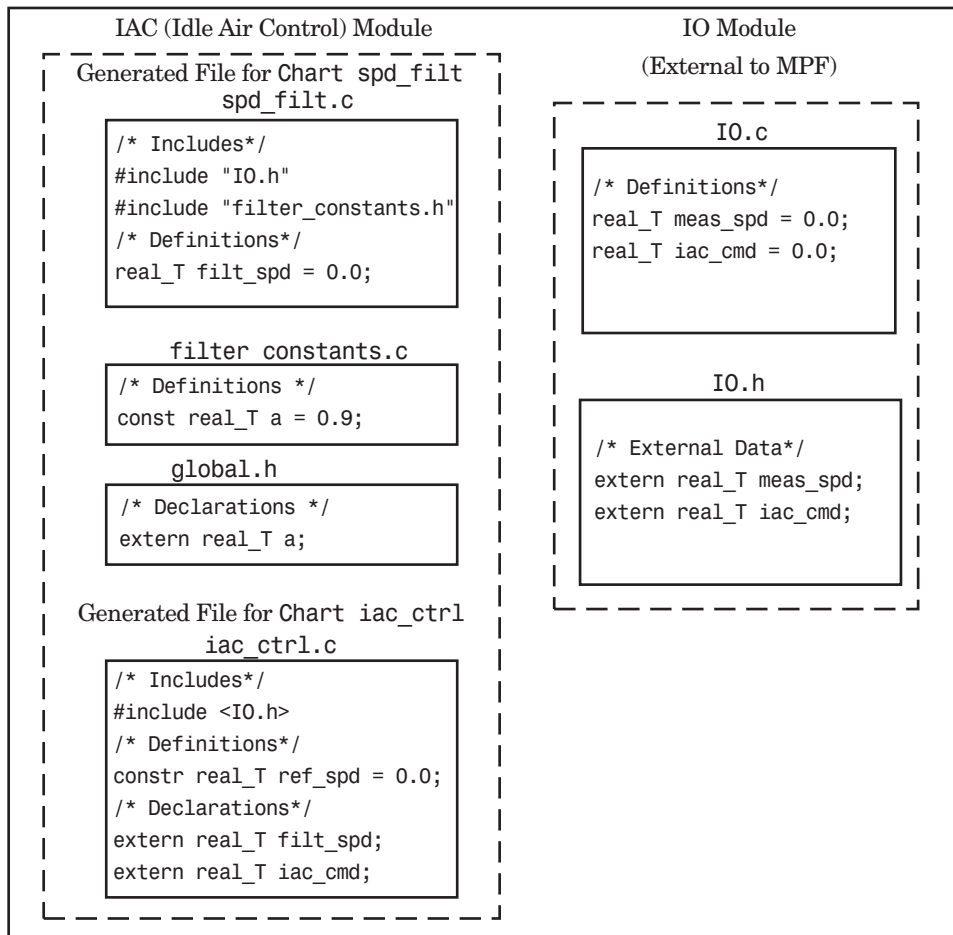 IAC (Idle Air Control) Module
Generated File for Chart spd_filt
spd_filt.c
/* Includes*/
#include "IO.h"
#include "filter_constants.h"
/* Definitions*/
real_T filt_spd = 0.0;
filter constants.c
/* Definitions */
const real_T a = 0.9;
global.h
/* Declarations */
extern real_T a;
Generated File for Chart iac_ctrl
iac_ctrl.c
/* Includes*/
#include <IO.h>
/* Definitions*/
constr real_T ref_spd = 0.0;
/* Declarations*/
extern real_T filt_spd;
extern real_T iac_cmd;
IO Module
(External to MPF)
IO.c
/* Definitions*/
real_T meas_spd = 0.0;
real_T iac_cmd = 0.0;
IO.h
/* External Data*/
extern real_T meas_spd;
extern real_T iac_cmd;